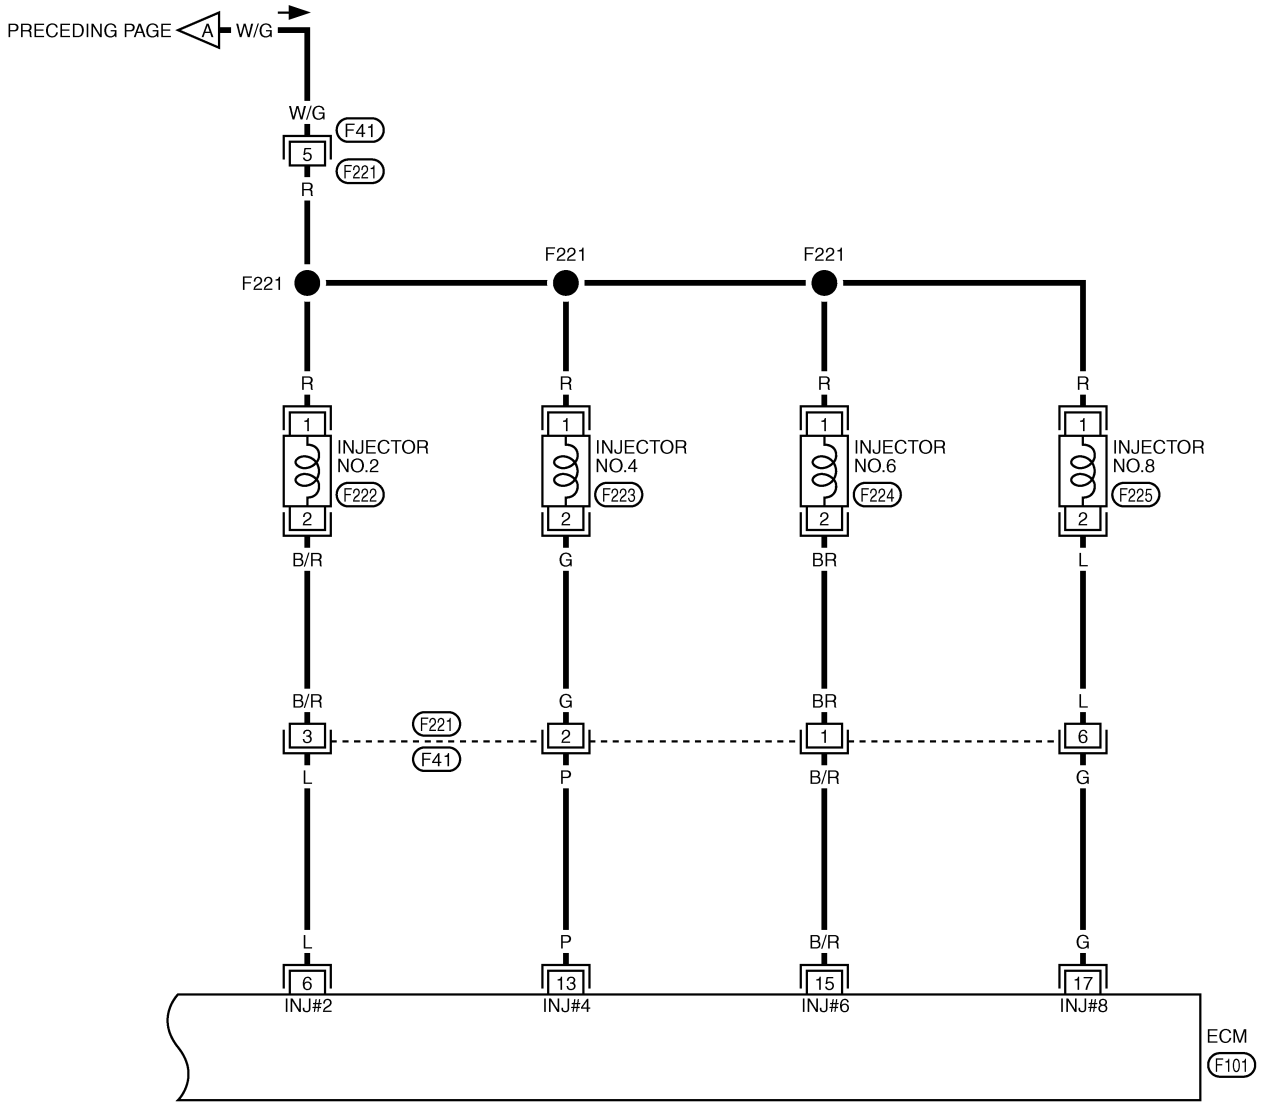 PRECEDING PAGE A W/G
W/G
F41
5
F221
R
F221 F221
F221
R R R R
1 1 1 1
INJECTOR INJECTOR INJECTOR INJECTOR
NO.2 NO.4 NO.6 NO.8
F222 F223 F224 F225
2 2 2 2
B/R G BR L
B/R G BR L
F221
3 2 1 6
F41
L P B/R G
L P B/R G
6 13 15 17
INJ#2 INJ#4 INJ#6 INJ#8
ECM
F101